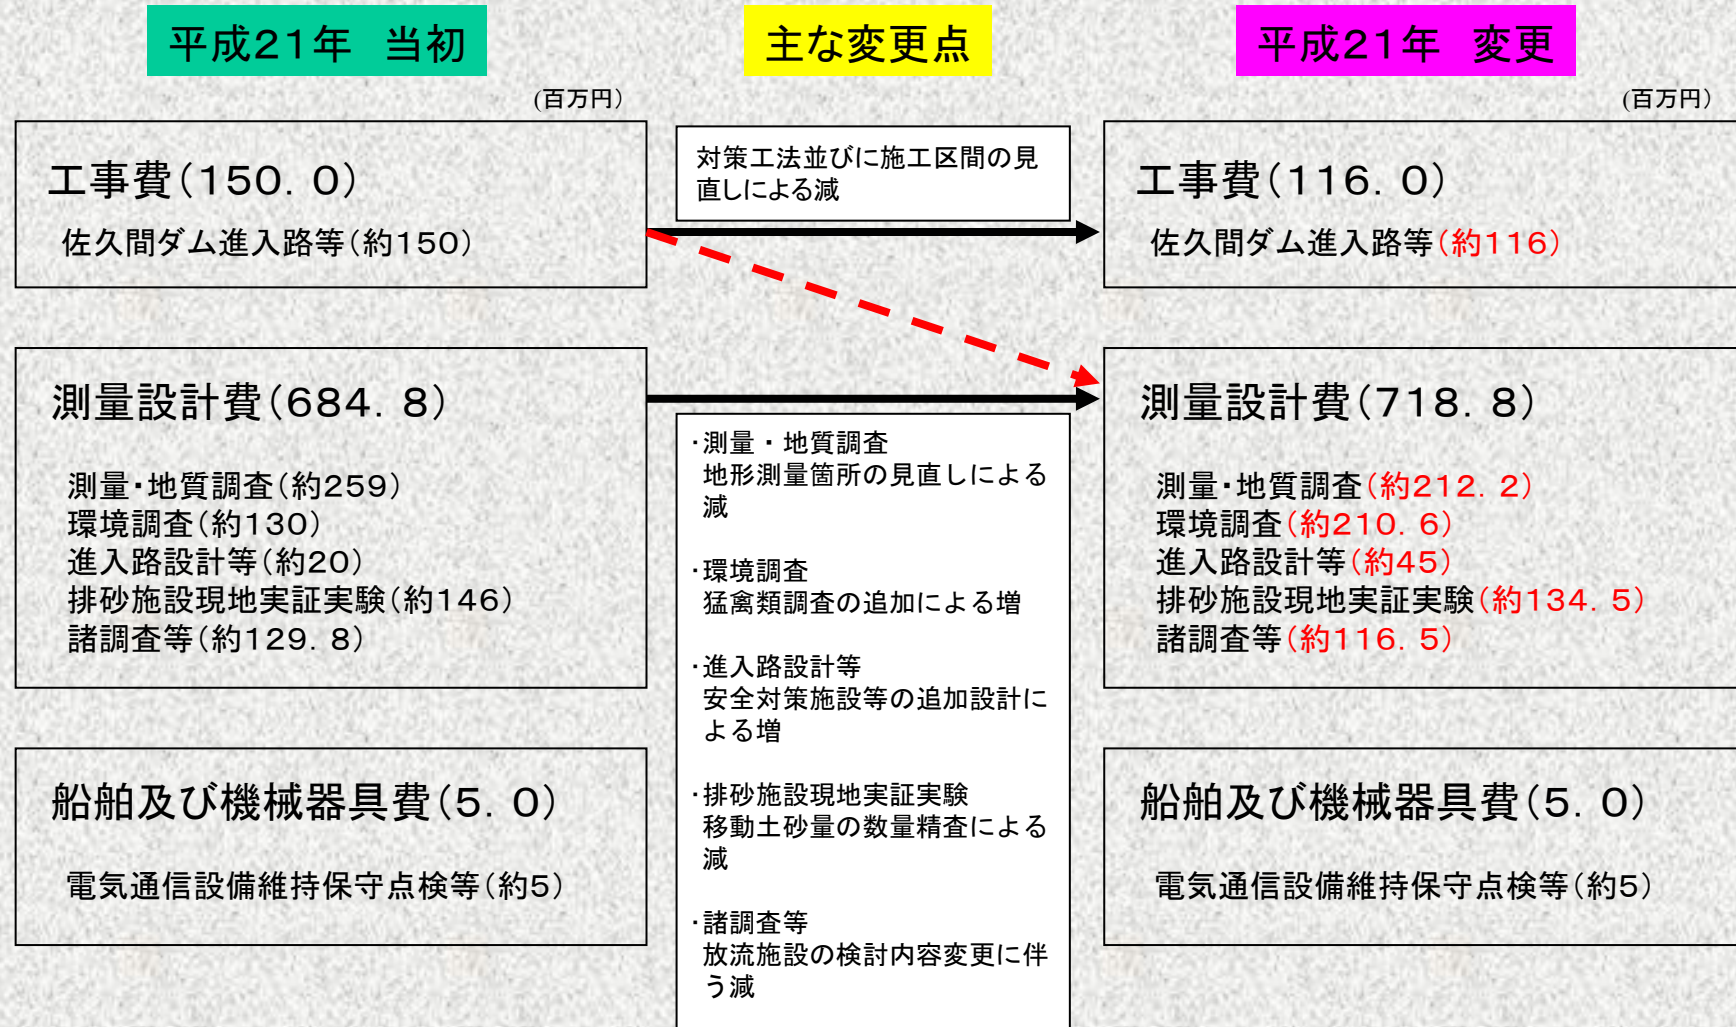 平成21年　当初
主な変更点
平成21年　変更
(百万円)
(百万円)
工事費(150．0)
佐久間ダム進入路等(約150)
対策工法並びに施工区間の見
直しによる減
工事費(116．0)
佐久間ダム進入路等(約116)
測量設計費(684．8)
測量・地質調査(約259)
環境調査(約130)
進入路設計等(約20)
排砂施設現地実証実験(約146)
諸調査等(約129．8)
・測量・地質調査
地形測量箇所の見直しによる
減
・環境調査
猛禽類調査の追加による増
・進入路設計等
安全対策施設等の追加設計に
よる増
・排砂施設現地実証実験
移動土砂量の数量精査による
減
・諸調査等
放流施設の検討内容変更に伴
う減
測量設計費(718．8)
測量・地質調査(約212．2)
環境調査(約210．6)
進入路設計等(約45)
排砂施設現地実証実験(約134．5)
諸調査等(約116．5)
船舶及び機械器具費(5．0)
電気通信設備維持保守点検等(約5)
船舶及び機械器具費(5．0)
電気通信設備維持保守点検等(約5)